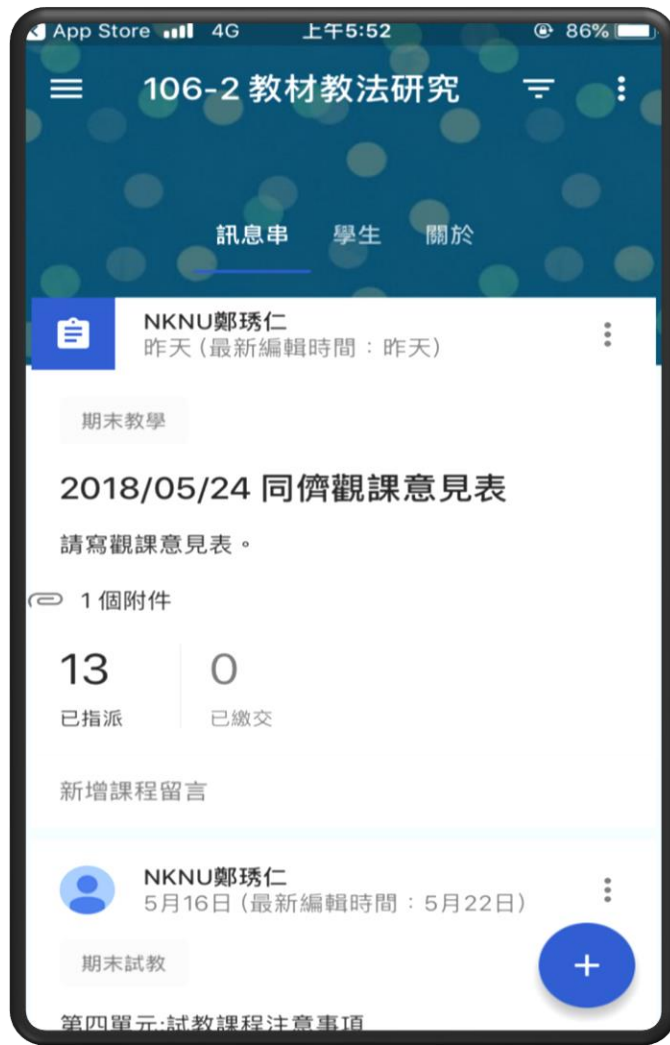 App Store 4G 上午5:52 86%
106-2 教材教法研究
訊息串 學生 關於
NKNU鄭琇仁
昨天 (最新編輯時間：昨天)
期末教學
2018/05/24 同儕觀課意見表
請寫觀課意見表。
1 個附件
13 0
已指派 已繳交
新增課程留言
NKNU鄭琇仁
5月16日 (最新編輯時間：5月22日)
期末試教
第四單元:試教課程注意事項